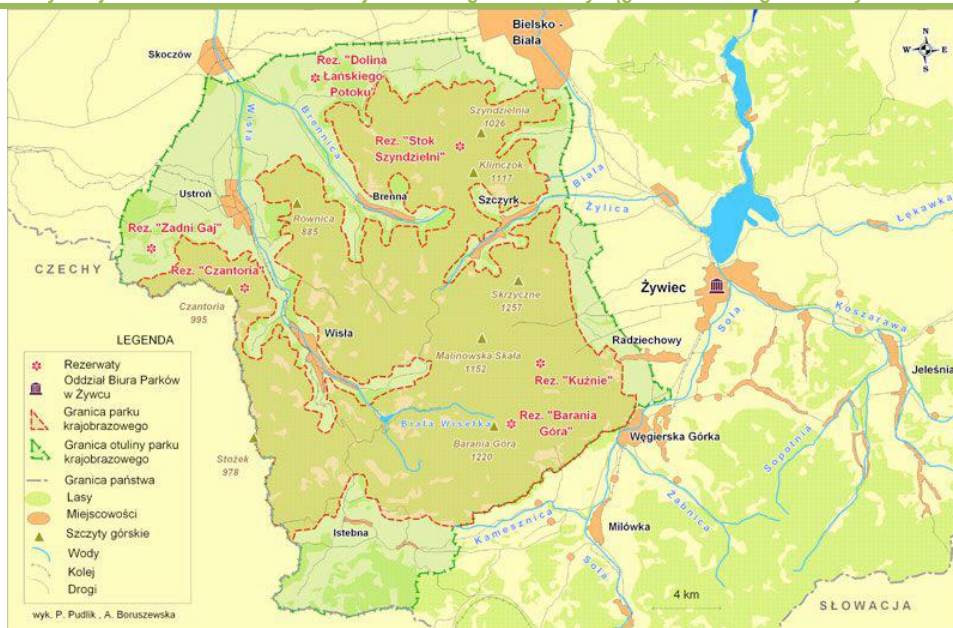 Bielsko -
Biała
Skoczów
N
W E
S
Rez. "Dolina
Łańskiego
Potoku"
Wisła
Brennica
Szyndzielnia
1026
Rez. "Stok
Szyndzielni"
Klimczok
1117
Biała
Ustroń
Brenna
Szczyrk
Żylica
Łękawka
Równica
885
Rez. "Zadni Gaj"
CZECHY
Rez. "Czantoria"
Czantoria
995
Skrzyczne
1257
Żywiec
Soła
Koszarawa
Wisła
Radziechowy
Malinowska Skała
1152
Jeleśnia
Rez. "Kuźnie"
Biała Wisełka
Rez. "Barania
Góra"
Barania Góra
1220
Węgierska Górka
Sopotnia
Stożek
978
Żabnica
Istebna
Kamesznica
Milówka
Soła
4 km
SŁOWACJA
LEGENDA
Rezerwaty
Oddział Biura Parków
w Żywcu
Granica parku
krajobrazowego
Granica otuliny parku
krajobrazowego
Granica państwa
Lasy
Miejscowości
Szczyty górskie
Wody
Kolej
Drogi
wyk. P. Pudlik , A. Boruszewska